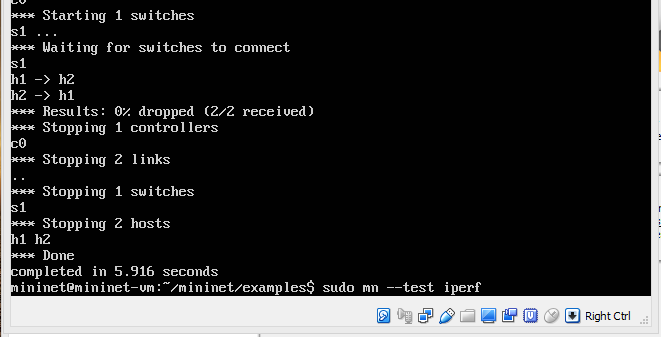 c0
*** Starting 1 switches
s1 ...
*** Waiting for switches to connect
s1
h1 -> h2
h2 -> h1
*** Results: 0% dropped (2/2 received)
*** Stopping 1 controllers
c0
*** Stopping 2 links
..
*** Stopping 1 switches
s1
*** Stopping 2 hosts
h1 h2
*** Done
completed in 5.916 seconds
mininet@mininet-vm:~/mininet/examples$ sudo mn --test iperf
Right Ctrl